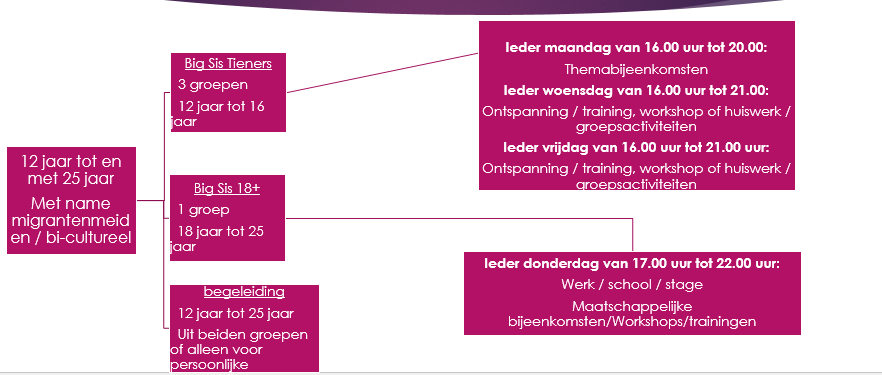 12 jaar tot en
met 25 jaar
Met name
migrantenmeid
en / bi-cultureel
Big Sis Tieners
3 groepen
12 jaar tot 16
jaar
Big Sis 18+
1 groep
18 jaar tot 25
jaar
begeleiding
12 jaar tot 25 jaar
Uit beiden groepen
of alleen voor
persoonlijke
Ieder maandag van 16.00 uur tot 20.00:
Themabijeenkomsten
Ieder woensdag van 16.00 uur tot 21.00:
Ontspanning / training, workshop of huiswerk /
groepsactiviteiten
Ieder vrijdag van 16.00 uur tot 21.00 uur:
Ontspanning / training, workshop of huiswerk /
groepsactiviteiten
Ieder donderdag van 17.00 uur tot 22.00 uur:
Werk / school / stage
Maatschappelijke
bijeenkomsten/Workshops/trainingen